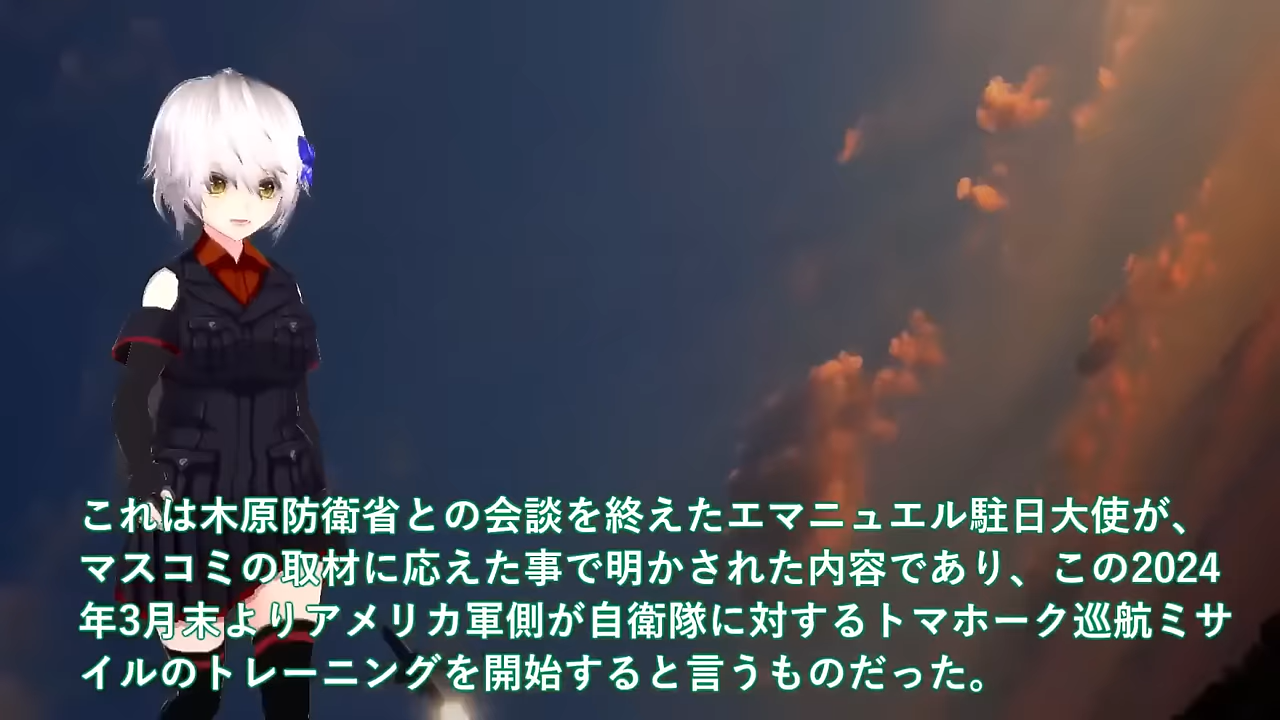 これは木原防衛省との会談を終えたエマニュエル駐日大使が、
マスコミの取材に応えた事で明かされた内容であり、この2024
年3月末よりアメリカ軍側が自衛隊に対するトマホーク巡航ミサ
イルのトレーニングを開始すると言うものだった。